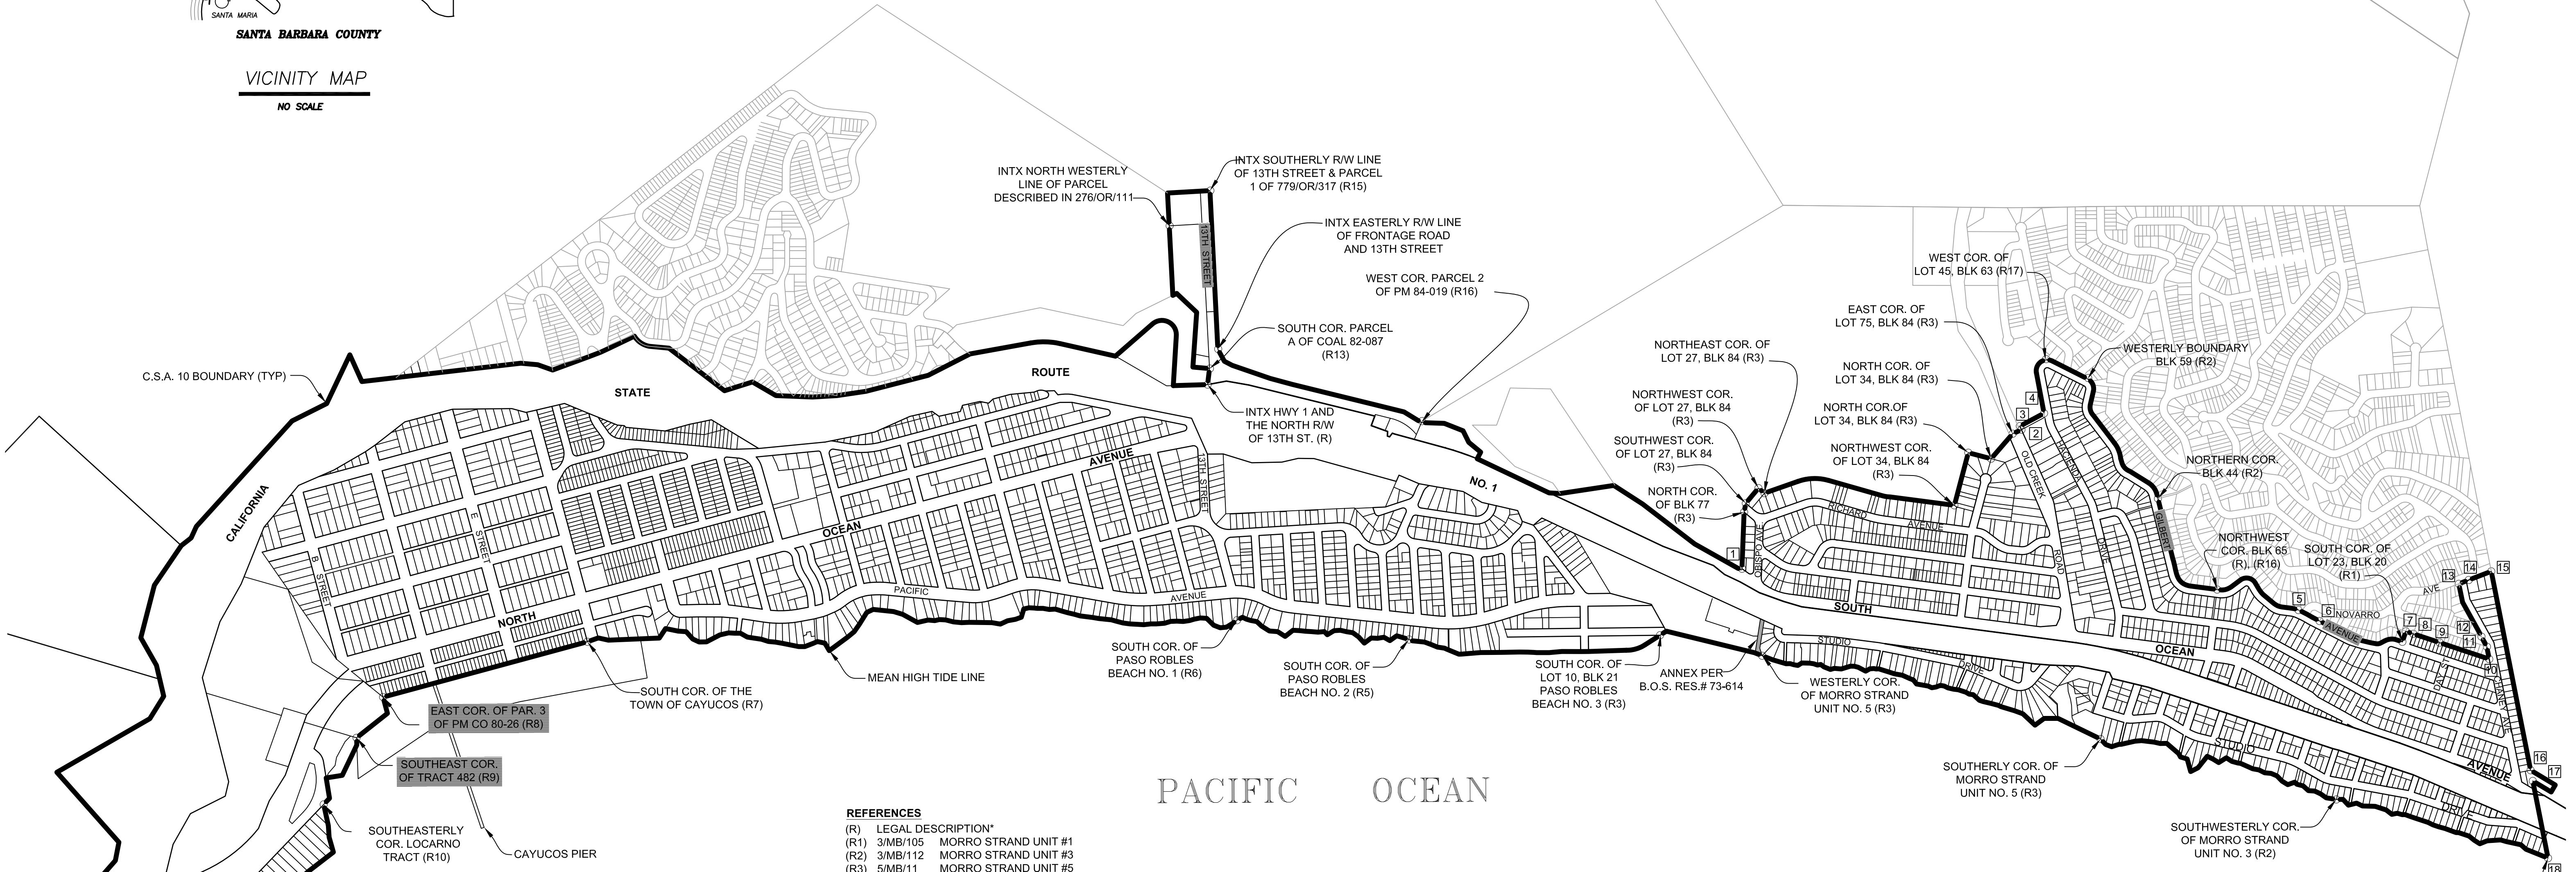 SANTA MARIA
SANTA BARBARA COUNTY
VICINITY MAP
NO SCALE
C.S.A. 10 BOUNDARY (TYP)
INTX NORTH WESTERLY
LINE OF PARCEL
DESCRIBED IN 276/OR/111
INTX SOUTHERLY R/W LINE
OF 13TH STREET & PARCEL
1 OF 779/OR/317 (R15)
INTX EASTERLY R/W LINE
OF FRONTAGE ROAD
AND 13TH STREET
13TH STREET
WEST COR. PARCEL 2
OF PM 84-019 (R16)
SOUTH COR. PARCEL
A OF COAL 82-087
(R13)
INTX HWY 1 AND
THE NORTH R/W
OF 13TH ST. (R)
CALIFORNIA
STATE
ROUTE
NO. 1
NORTHEAST COR. OF
LOT 27, BLK 84 (R3)
NORTHWEST COR.
OF LOT 27, BLK 84
(R3)
SOUTHWEST COR.
OF LOT 27, BLK 84
(R3)
NORTH COR.
OF BLK 77
(R3)
WEST COR. OF
LOT 45, BLK 63 (R17)
EAST COR. OF
LOT 75, BLK 84 (R3)
NORTH COR. OF
LOT 34, BLK 84 (R3)
NORTH COR.OF
LOT 34, BLK 84 (R3)
NORTHWEST COR.
OF LOT 34, BLK 84
(R3)
WESTERLY BOUNDARY
BLK 59 (R2)
NORTHERN COR.
BLK 44 (R2)
NORTHWEST
COR. BLK 65
(R), (R16)
SOUTH COR. OF
LOT 23, BLK 20
(R1)
1
2
3
4
5
6
7
8
9
10
11
12
13
14
15
16
17
18
B
STREET
E
STREET
NORTH
OCEAN
AVENUE
13TH STREET
PACIFIC
AVENUE
OBISPO AVE
RICHARD
AVENUE
OLD CREEK
ROAD
HACIENDA
DRIVE
GILBERT
AVENUE
NOVARRO
AVE
DAY ST
CHANEY AVE
SOUTH
OCEAN
AVENUE
STUDIO
DRIVE
STUDIO
DRIVE
EAST COR. OF PAR. 3
OF PM CO 80-26 (R8)
SOUTHEAST COR.
OF TRACT 482 (R9)
SOUTHEASTERLY
COR. LOCARNO
TRACT (R10)
CAYUCOS PIER
SOUTH COR. OF THE
TOWN OF CAYUCOS (R7)
MEAN HIGH TIDE LINE
SOUTH COR. OF
PASO ROBLES
BEACH NO. 1 (R6)
SOUTH COR. OF
PASO ROBLES
BEACH NO. 2 (R5)
SOUTH COR. OF
LOT 10, BLK 21
PASO ROBLES
BEACH NO. 3 (R3)
ANNEX PER
B.O.S. RES.# 73-614
WESTERLY COR.
OF MORRO STRAND
UNIT NO. 5 (R3)
SOUTHERLY COR. OF
MORRO STRAND
UNIT NO. 5 (R3)
SOUTHWESTERLY COR.
OF MORRO STRAND
UNIT NO. 3 (R2)
PACIFIC OCEAN
REFERENCES
(R) LEGAL DESCRIPTION*
(R1) 3/MB/105 MORRO STRAND UNIT #1
(R2) 3/MB/112 MORRO STRAND UNIT #3
(R3) 5/MB/11 MORRO STRAND UNIT #5